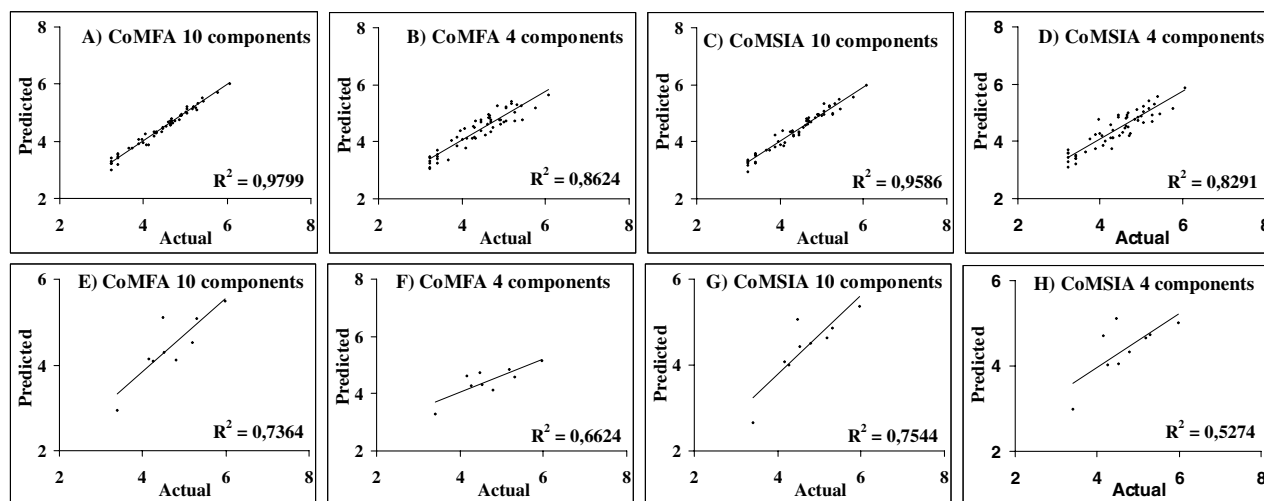 A) CoMFA 10 components
8
6
4
2
Predicted
R² = 0,9799
2 4 6 8
Actual
B) CoMFA 4 components
8
6
4
2
Predicted
R² = 0,8624
2 4 6 8
Actual
C) CoMSIA 10 components
8
6
4
2
Predicted
R² = 0,9586
2 4 6 8
Actual
D) CoMSIA 4 components
8
6
4
2
Predicted
R² = 0,8291
2 4 6 8
Actual
E) CoMFA 10 components
6
4
2
Predicted
R² = 0,7364
2 4 6 8
Actual
F) CoMFA 4 components
8
6
4
2
Predicted
R² = 0,6624
2 4 6 8
Actual
G) CoMSIA 10 components
6
4
2
Predicted
R² = 0,7544
2 4 6 8
Actual
H) CoMSIA 4 components
6
4
2
Predicted
R² = 0,5274
2 4 6 8
Actual